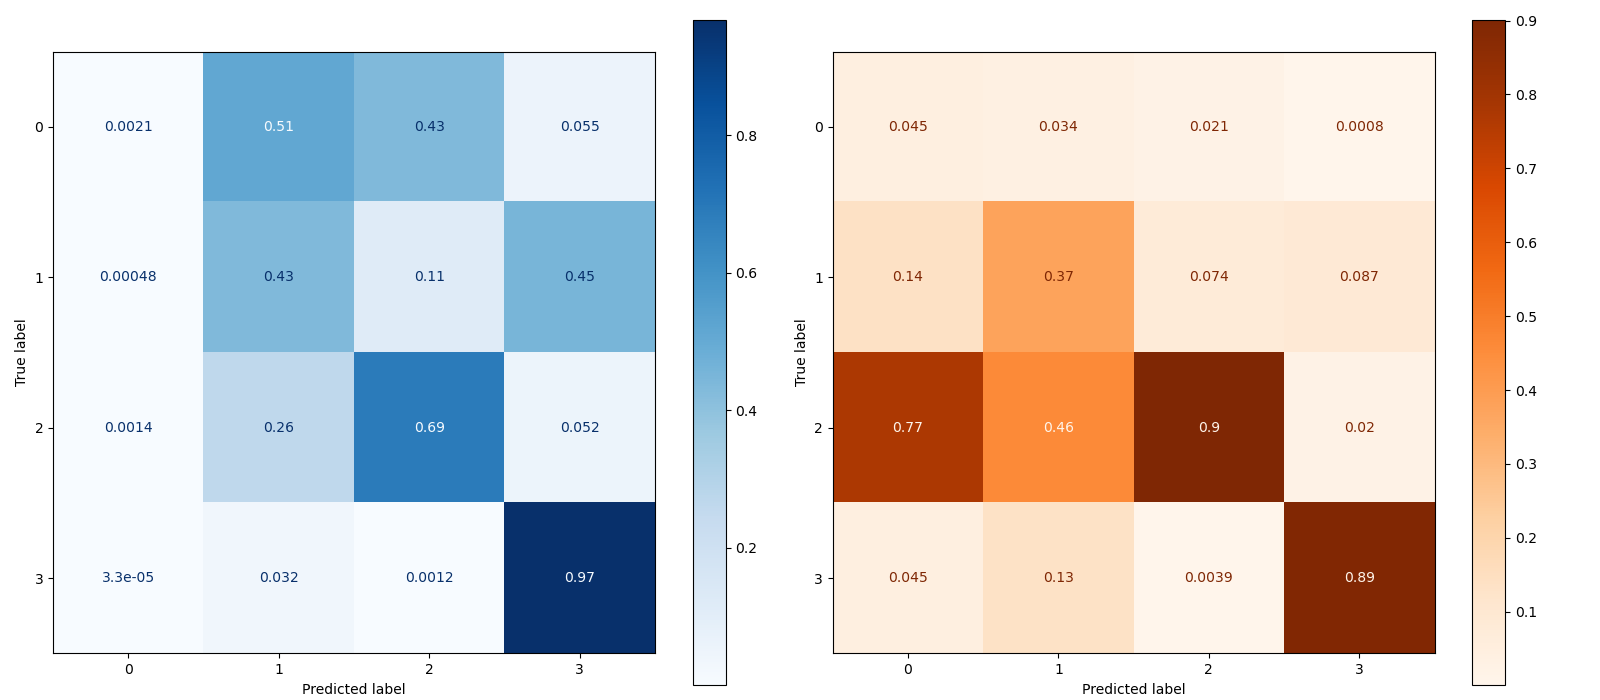 0 0.0021 0.51 0.43 0.055
1 0.00048 0.43 0.11 0.45
2 0.0014 0.26 0.69 0.052
3 3.3e-05 0.032 0.0012 0.97
0 1 2 3
True label
Predicted label
0.8
0.6
0.4
0.2
0 0.045 0.034 0.021 0.0008
1 0.14 0.37 0.074 0.087
2 0.77 0.46 0.9 0.02
3 0.045 0.13 0.0039 0.89
0 1 2 3
True label
Predicted label
0.9
0.8
0.7
0.6
0.5
0.4
0.3
0.2
0.1